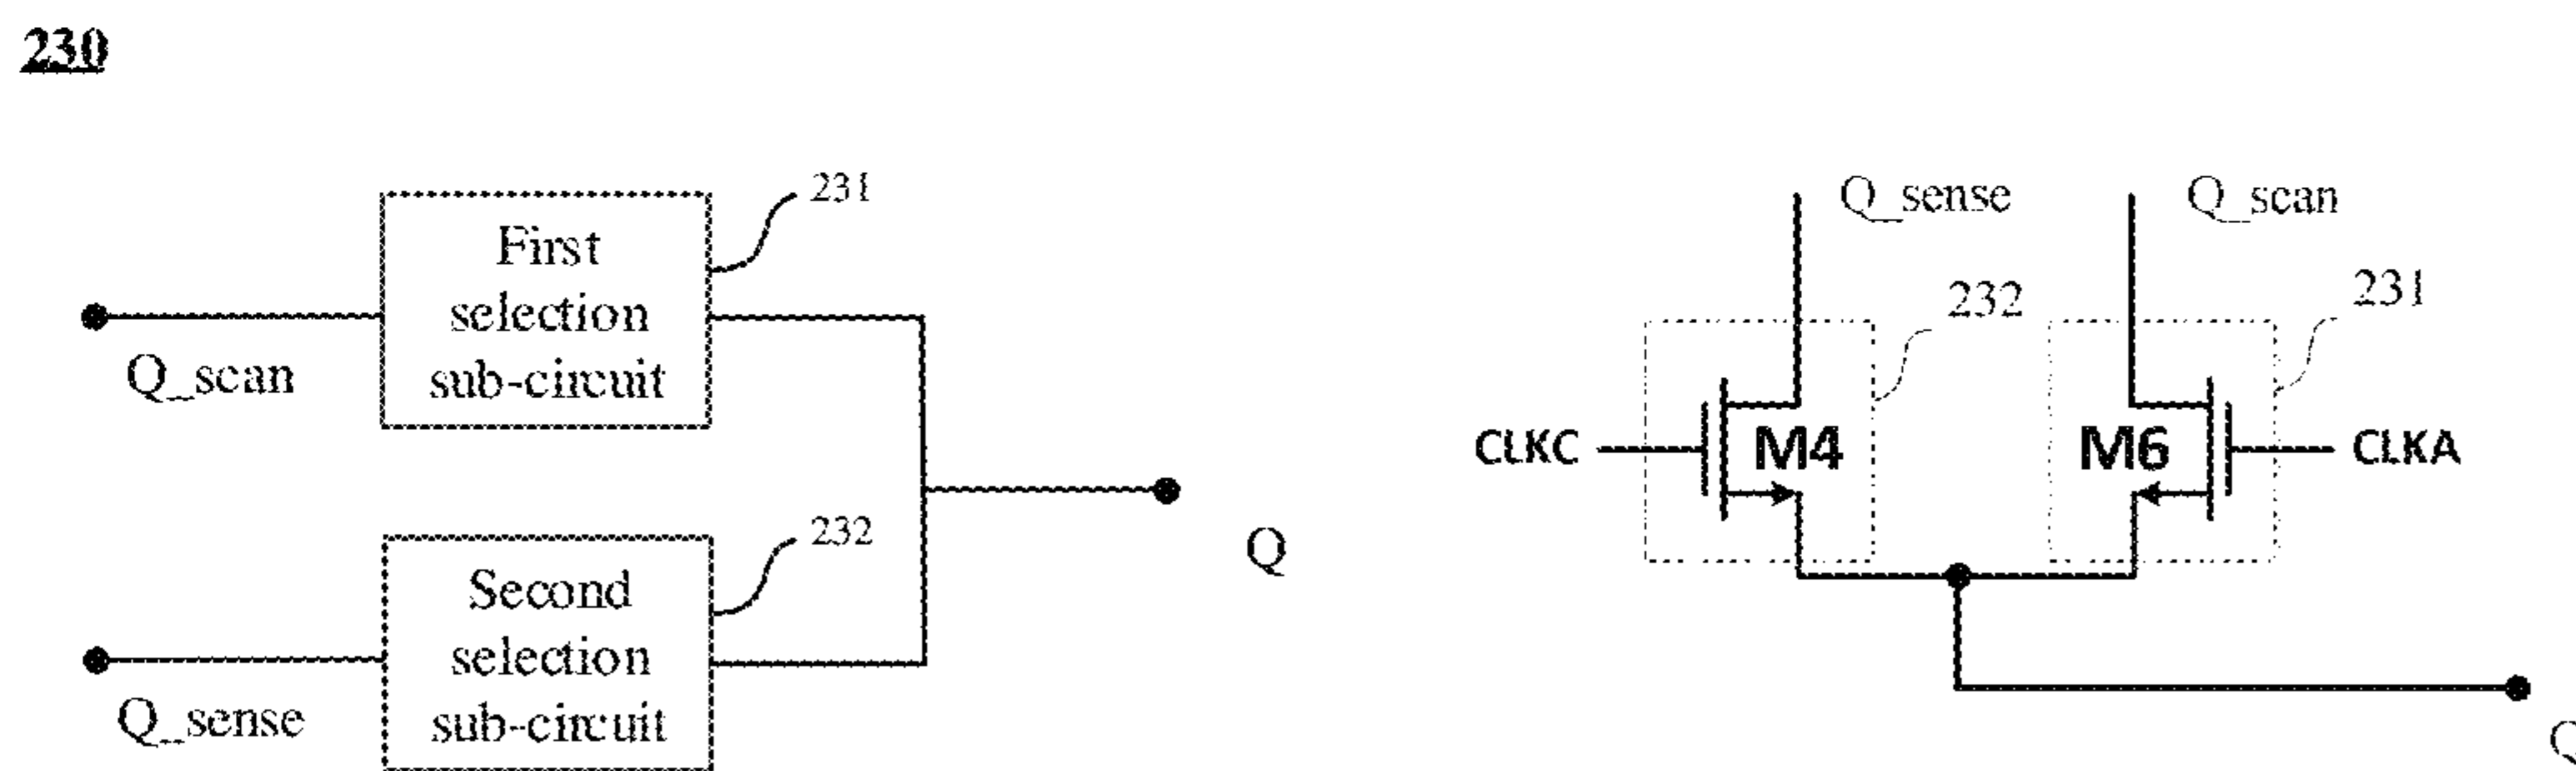 230
231
First
selection
sub-circuit
Q_scan
232
Second
selection
sub-circuit
Q_sense
Q
Q_sense
Q_scan
232
231
CLKC
M4
M6
CLKA
Q